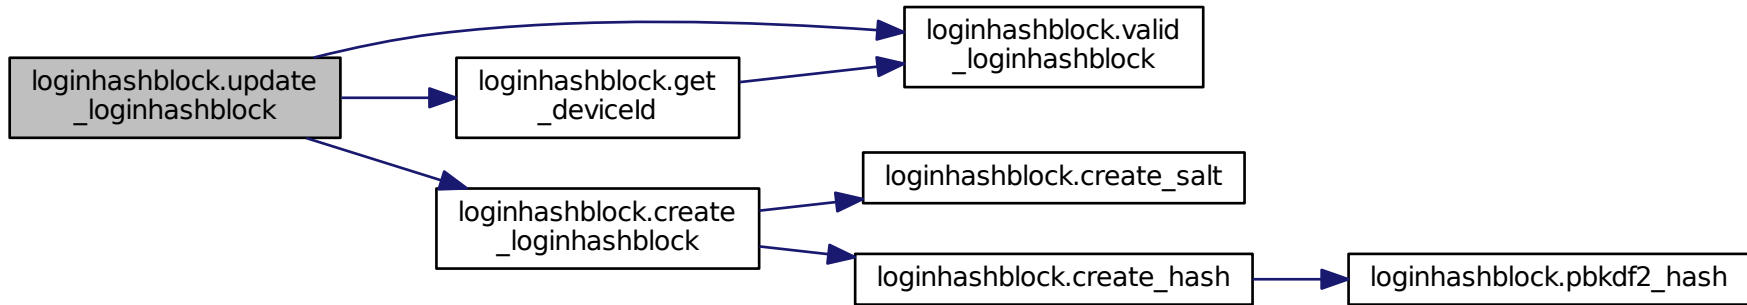 loginhashblock.update
_loginhashblock
loginhashblock.get
_deviceId
loginhashblock.valid
_loginhashblock
loginhashblock.create
_loginhashblock
loginhashblock.create_salt
loginhashblock.create_hash
loginhashblock.pbkdf2_hash